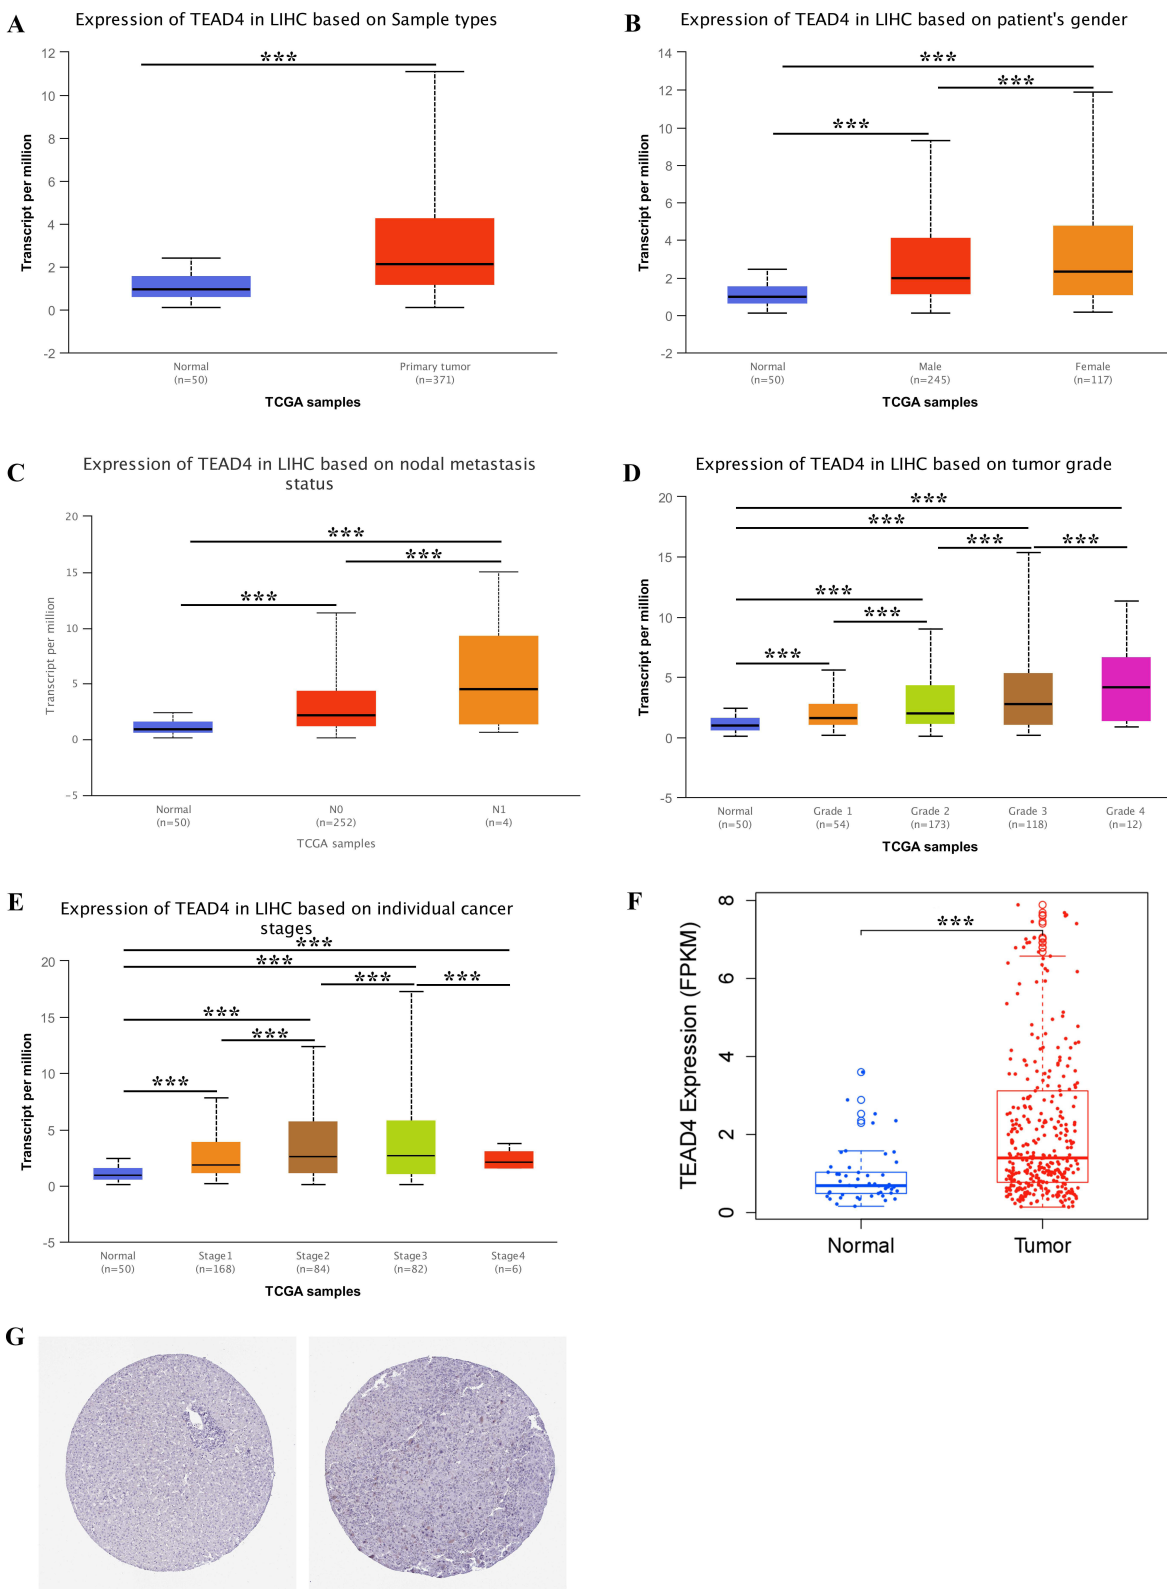 A
Expression of TEAD4 in LIHC based on Sample types
12
10
8
6
4
2
0
-2
Transcript per million
***
Normal
(n=50)
Primary tumor
(n=371)
TCGA samples
B
Expression of TEAD4 in LIHC based on patient's gender
14
12
10
8
6
4
2
0
-2
Transcript per million
***
***
***
Normal
(n=50)
Male
(n=245)
Female
(n=117)
TCGA samples
C
Expression of TEAD4 in LIHC based on nodal metastasis
status
20
15
10
5
0
-5
Transcript per million
***
***
***
Normal
(n=50)
N0
(n=252)
N1
(n=4)
TCGA samples
D
Expression of TEAD4 in LIHC based on tumor grade
20
15
10
5
0
-5
Transcript per million
***
***
***
***
***
***
***
Normal
(n=50)
Grade 1
(n=54)
Grade 2
(n=173)
Grade 3
(n=118)
Grade 4
(n=12)
TCGA samples
E
Expression of TEAD4 in LIHC based on individual cancer
stages
20
15
10
5
0
-5
Transcript per million
***
***
***
***
***
***
***
Normal
(n=50)
Stage1
(n=168)
Stage2
(n=84)
Stage3
(n=82)
Stage4
(n=6)
TCGA samples
F
8
6
4
2
0
TEAD4 Expression (FPKM)
***
Normal
Tumor
G